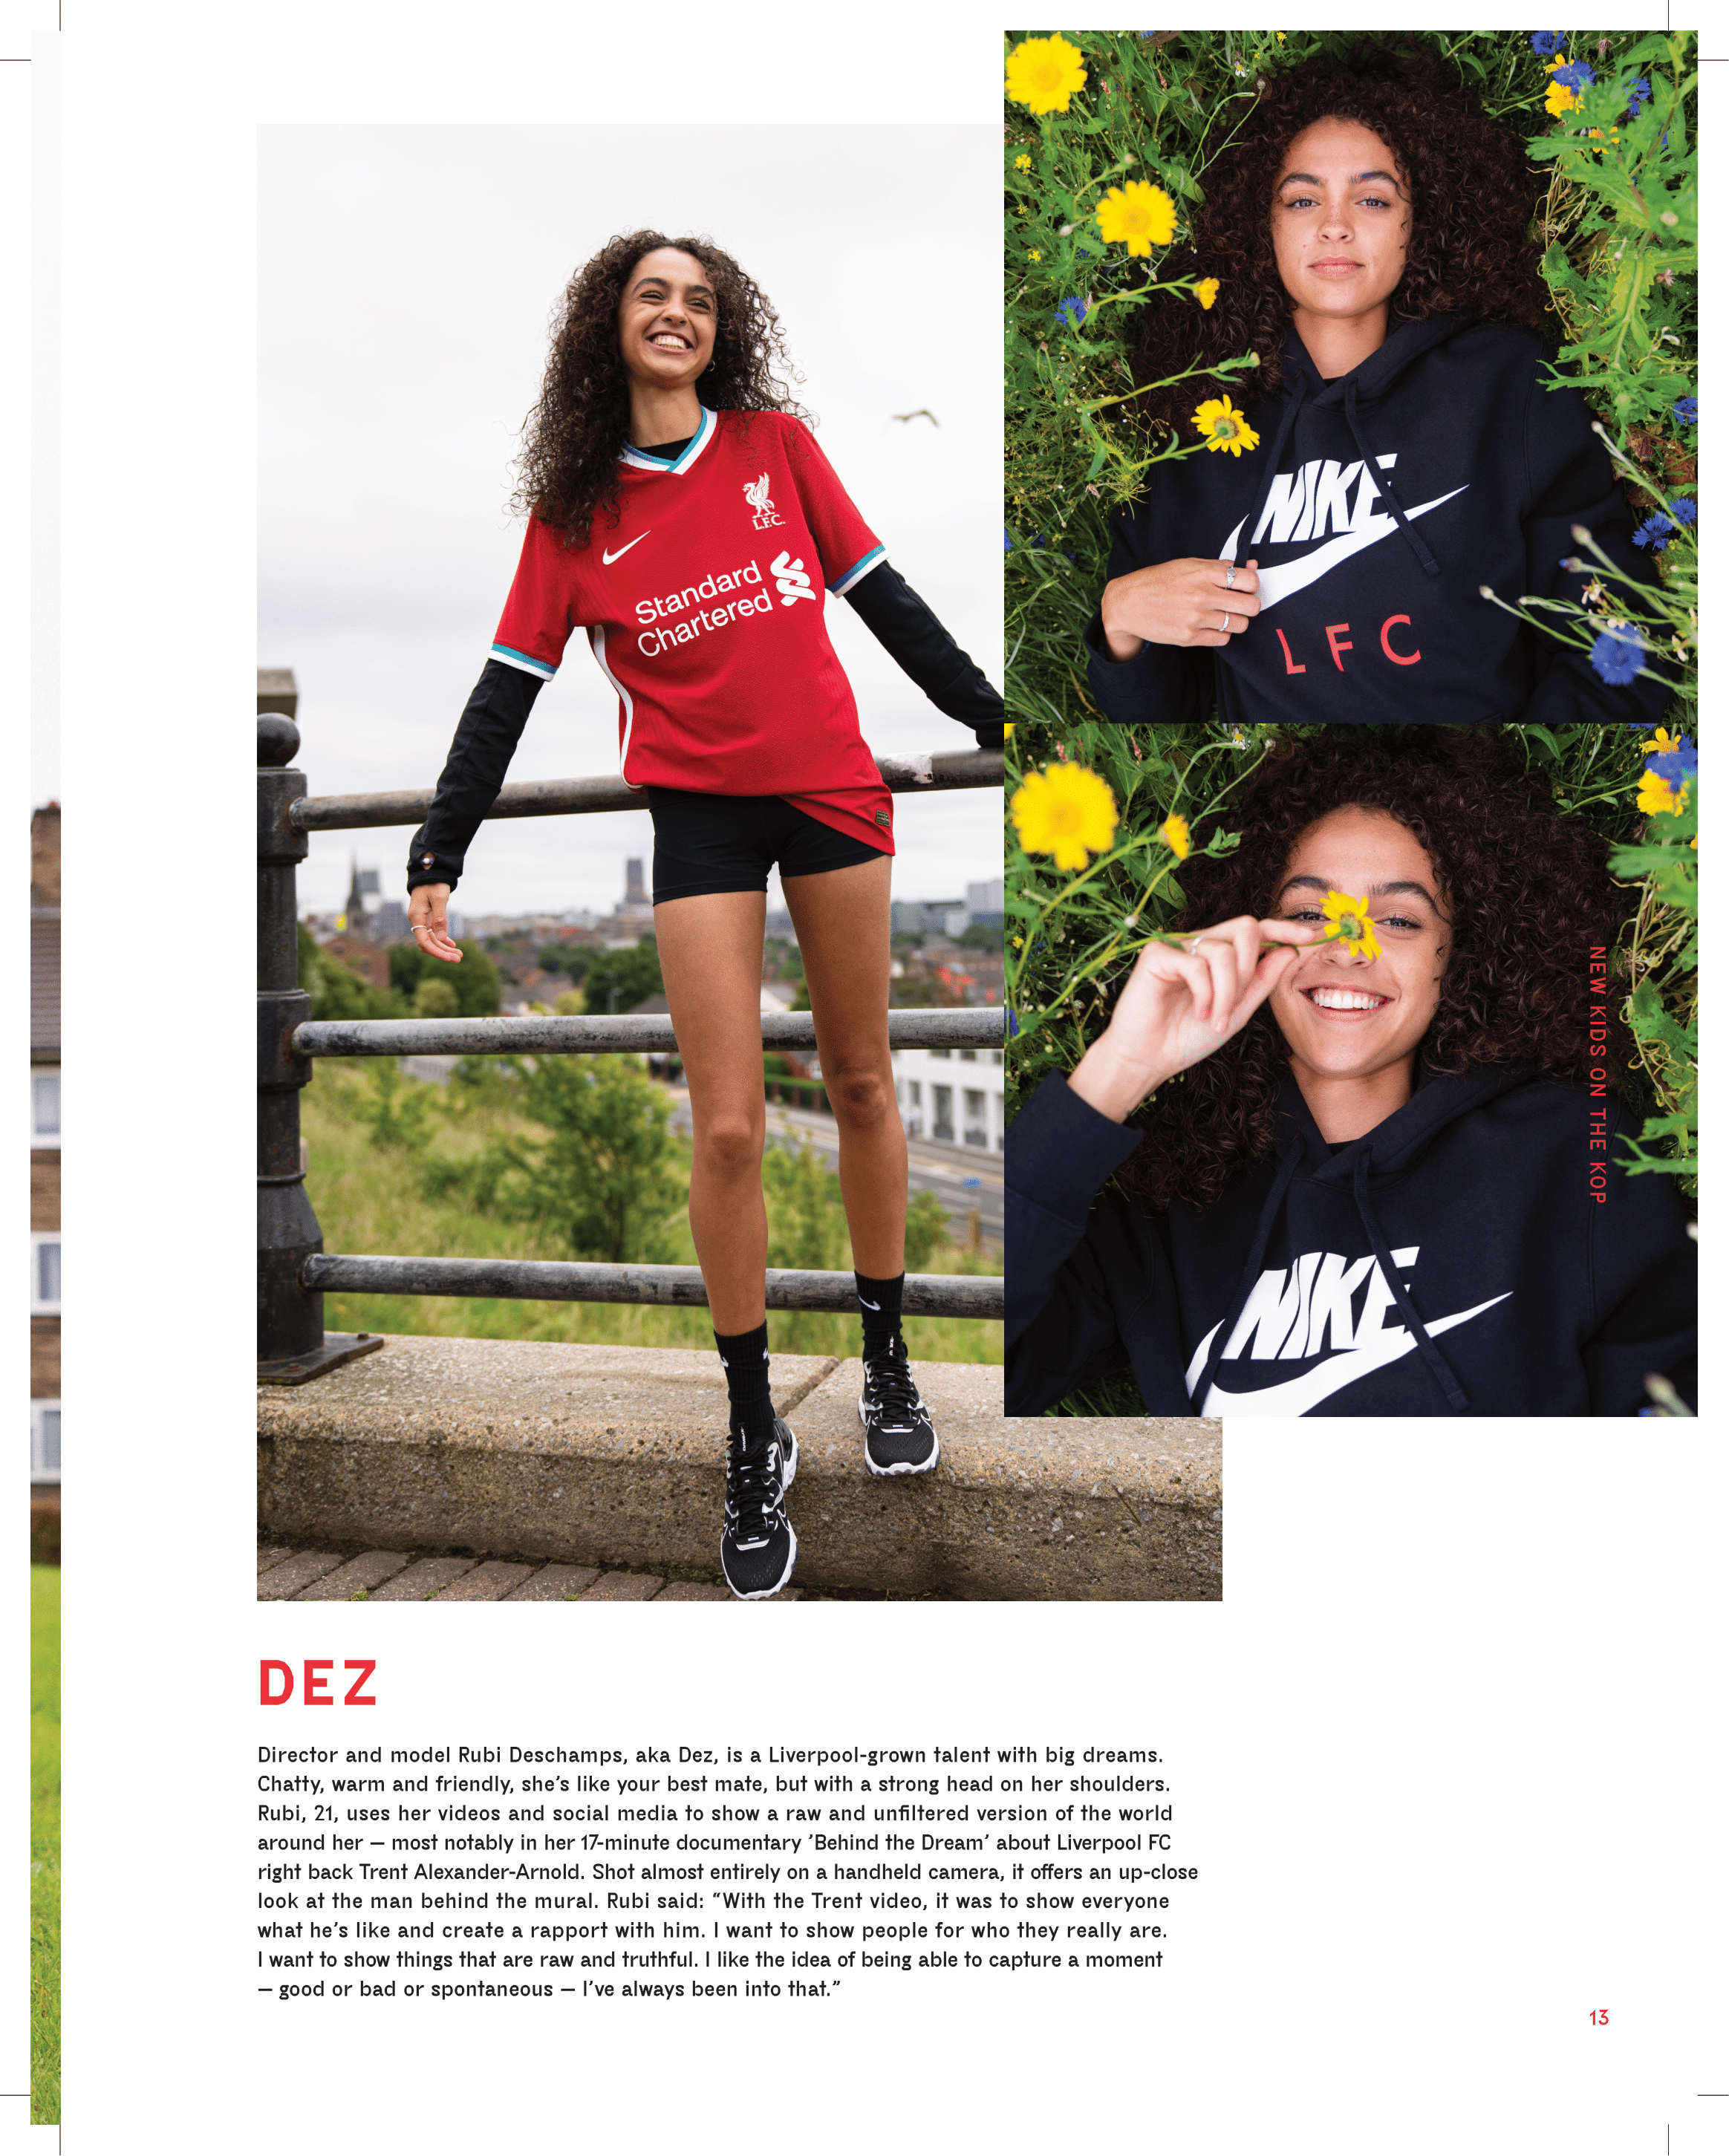 L.F.C.
Standard
Chartered
NIKE
LFC
NIKE
NEW KIDS ON THE KOP
DEZ
Director and model Rubi Deschamps, aka Dez, is a Liverpool-grown talent with big dreams.
Chatty, warm and friendly, she’s like your best mate, but with a strong head on her shoulders.
Rubi, 21, uses her videos and social media to show a raw and unfiltered version of the world
around her — most notably in her 17-minute documentary ’Behind the Dream’ about Liverpool FC
right back Trent Alexander-Arnold. Shot almost entirely on a handheld camera, it offers an up-close
look at the man behind the mural. Rubi said: “With the Trent video, it was to show everyone
what he’s like and create a rapport with him. I want to show people for who they really are.
I want to show things that are raw and truthful. I like the idea of being able to capture a moment
— good or bad or spontaneous — I’ve always been into that.”
13